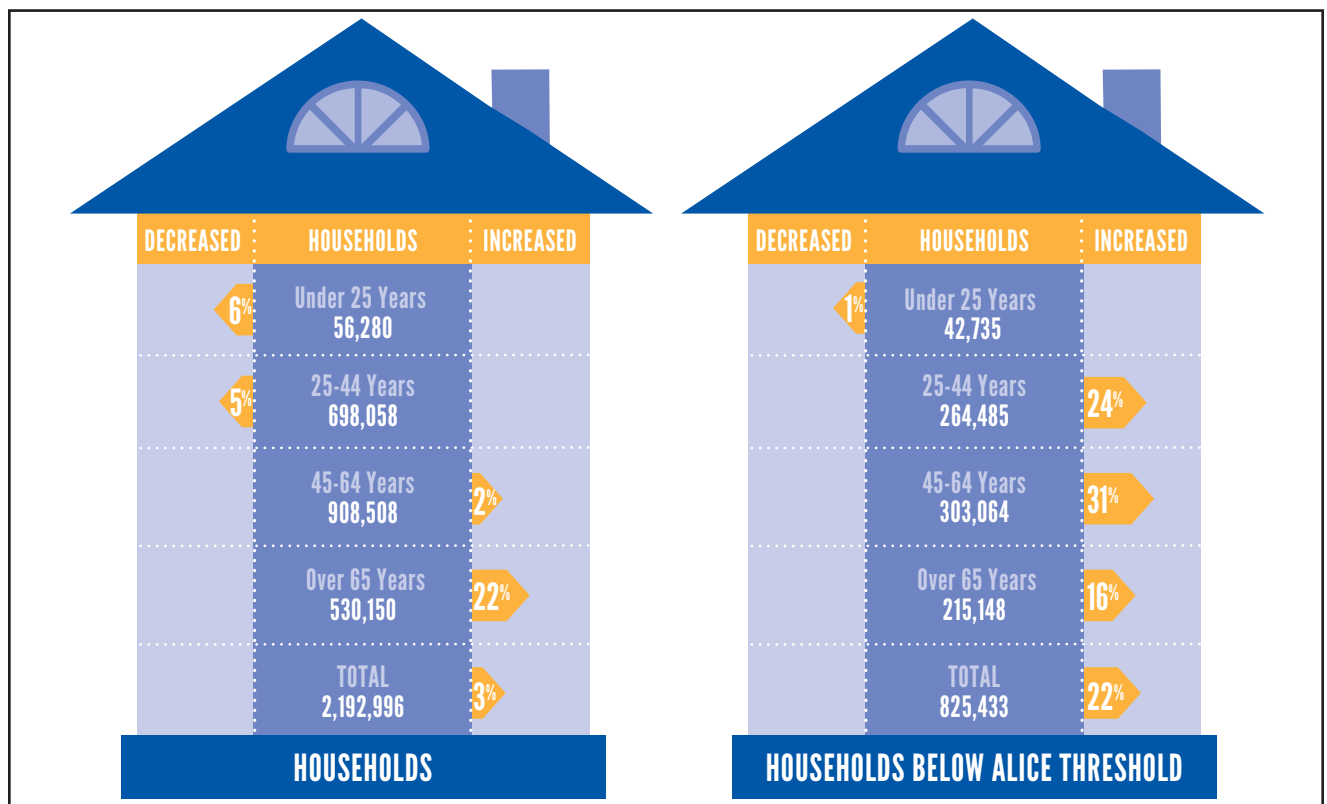 DECREASED HOUSEHOLDS INCREASED
6% Under 25 Years
56,280
5% 25-44 Years
698,058
45-64 Years
908,508
2%
Over 65 Years
530,150
22%
TOTAL
2,192,996
3%
HOUSEHOLDS
DECREASED HOUSEHOLDS INCREASED
1% Under 25 Years
42,735
25-44 Years
264,485
24%
45-64 Years
303,064
31%
Over 65 Years
215,148
16%
TOTAL
825,433
22%
HOUSEHOLDS BELOW ALICE THRESHOLD